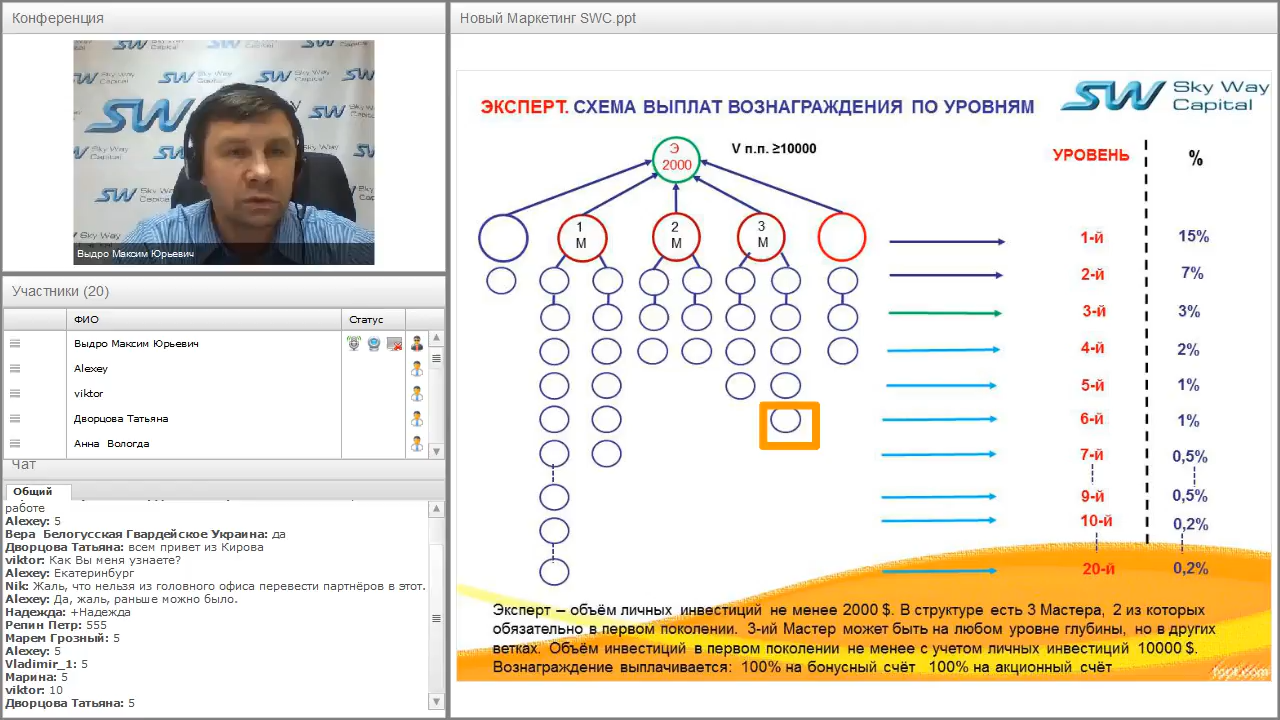 Конференция
Sky Way
Capital
Выдро Максим Юрьевич
Участники (20)
ФИО
Статус
Выдро Максим Юрьевич
Alexey
viktor
Дворцова Татьяна
Анна Вологда
Чат
Общий
работе
Alexey: 5
Вера Белогусская Гвардейское Украина: да
Дворцова Татьяна: всем привет из Кирова
viktor: Как Вы меня узнаете?
Alexey: Екатеринбург
Nik: Жаль, что нельзя из головного офиса перевести партнёров в этот.
Alexey: Да, жаль, раньше можно было.
Надежда: +Надежда
Репин Петр: 555
Марем Грозный: 5
Alexey: 5
Vladimir_1: 5
Марина: 5
viktor: 10
Дворцова Татьяна: 5
Новый Маркетинг SWC.ppt
ЭКСПЕРТ. СХЕМА ВЫПЛАТ ВОЗНАГРАЖДЕНИЯ ПО УРОВНЯМ
SW Sky Way
Capital
Э
2000
V п.п. ≥10000
УРОВЕНЬ %
1
М
2
М
3
М
1-й 15%
2-й 7%
3-й 3%
4-й 2%
5-й 1%
6-й 1%
7-й 0,5%
9-й 0,5%
10-й 0,2%
20-й 0,2%
Эксперт – объём личных инвестиций не менее 2000 $. В структуре есть 3 Мастера, 2 из которых
обязательно в первом поколении. 3-ий Мастер может быть на любом уровне глубины, но в других
ветках. Объём инвестиций в первом поколении не менее с учетом личных инвестиций 10000 $.
Вознаграждение выплачивается: 100% на бонусный счёт 100% на акционный счёт
fppt.com